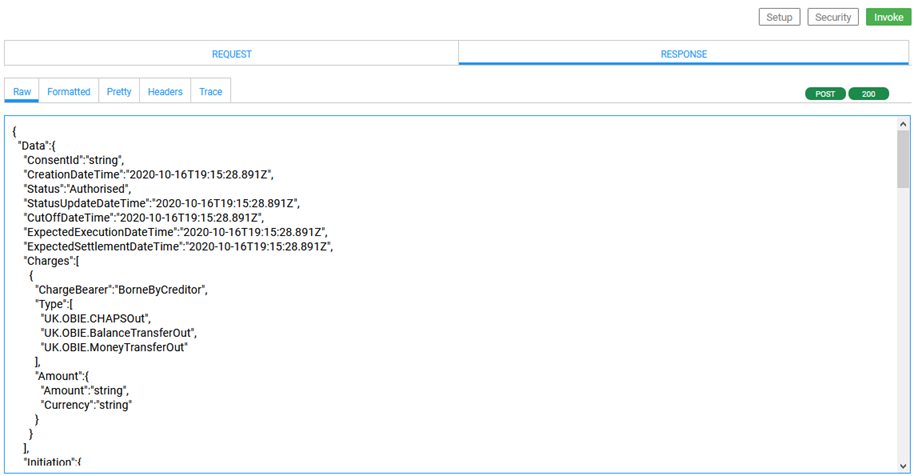 Setup Security Invoke
REQUEST RESPONSE
Raw Formatted Pretty Headers Trace POST 200
{
"Data":{
"ConsentId":"string",
"CreationDateTime":"2020-10-16T19:15:28.891Z",
"Status":"Authorised",
"StatusUpdateDateTime":"2020-10-16T19:15:28.891Z",
"CutOffDateTime":"2020-10-16T19:15:28.891Z",
"ExpectedExecutionDateTime":"2020-10-16T19:15:28.891Z",
"ExpectedSettlementDateTime":"2020-10-16T19:15:28.891Z",
"Charges":[
{
"ChargeBearer":"BorneByCreditor",
"Type":[
"UK.OBIE.CHAPSOut",
"UK.OBIE.BalanceTransferOut",
"UK.OBIE.MoneyTransferOut"
],
"Amount":{
"Amount":"string",
"Currency":"string"
}
}
],
"Initiation":{